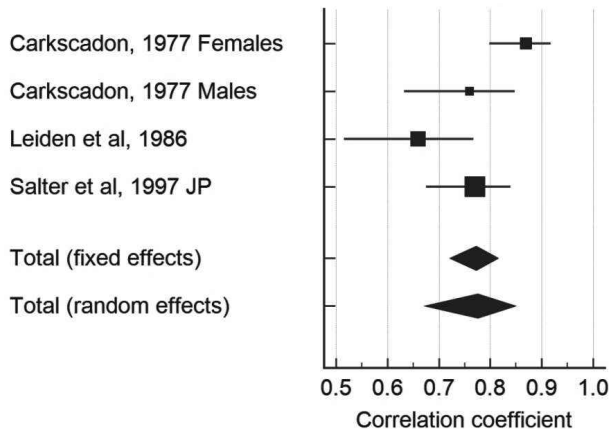 Carkscadon, 1977 Females
Carkscadon, 1977 Males
Leiden et al, 1986
Salter et al, 1997 JP
Total (fixed effects)
Total (random effects)
0.5 0.6 0.7 0.8 0.9 1.0
Correlation coefficient